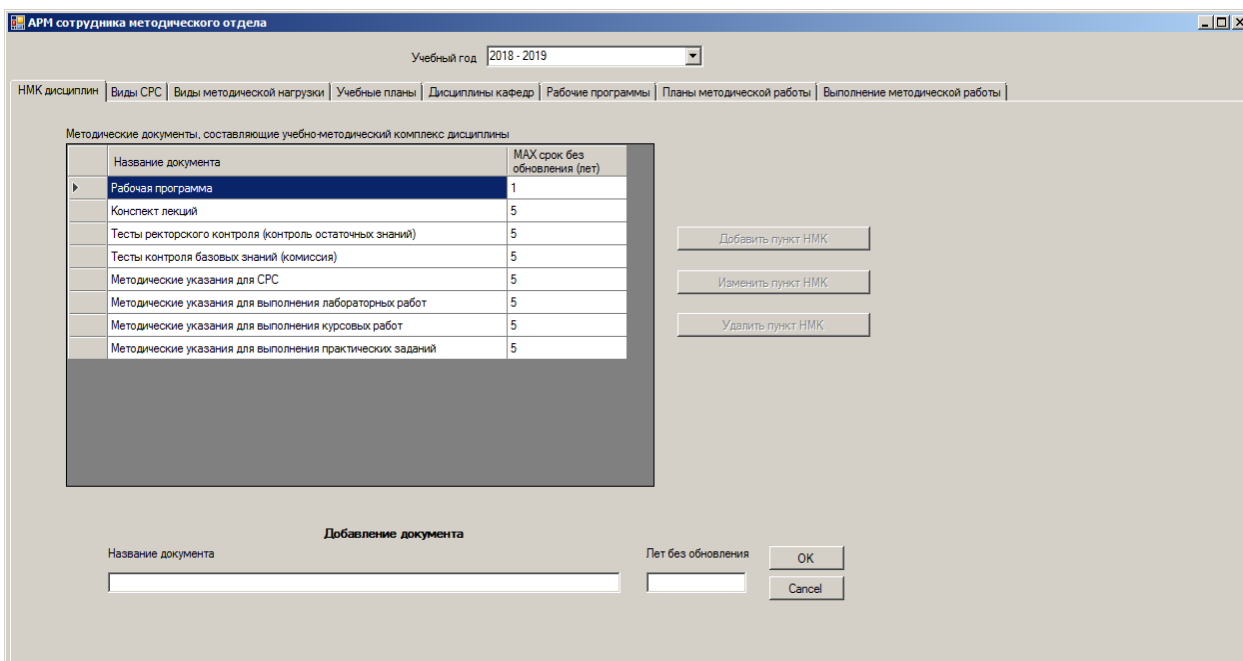 АРМ сотрудника методического отдела
Учебный год 2018 - 2019
НМК дисциплин Виды СРС Виды методической нагрузки Учебные планы Дисциплины кафедр Рабочие программы Планы методической работы Выполнение методической работы
Методические документы, составляющие учебно-методический комплекс дисциплины
Название документа MAX срок без
обновления (лет)
Рабочая программа 1
Конспект лекций 5
Тесты ректорского контроля (контроль остаточных знаний) 5
Тесты контроля базовых знаний (комиссия) 5
Методические указания для СРС 5
Методические указания для выполнения лабораторных работ 5
Методические указания для выполнения курсовых работ 5
Методические указания для выполнения практических заданий 5
Добавить пункт НМК
Изменить пункт НМК
Удалить пункт НМК
Добавление документа
Название документа Лет без обновления OK
Cancel